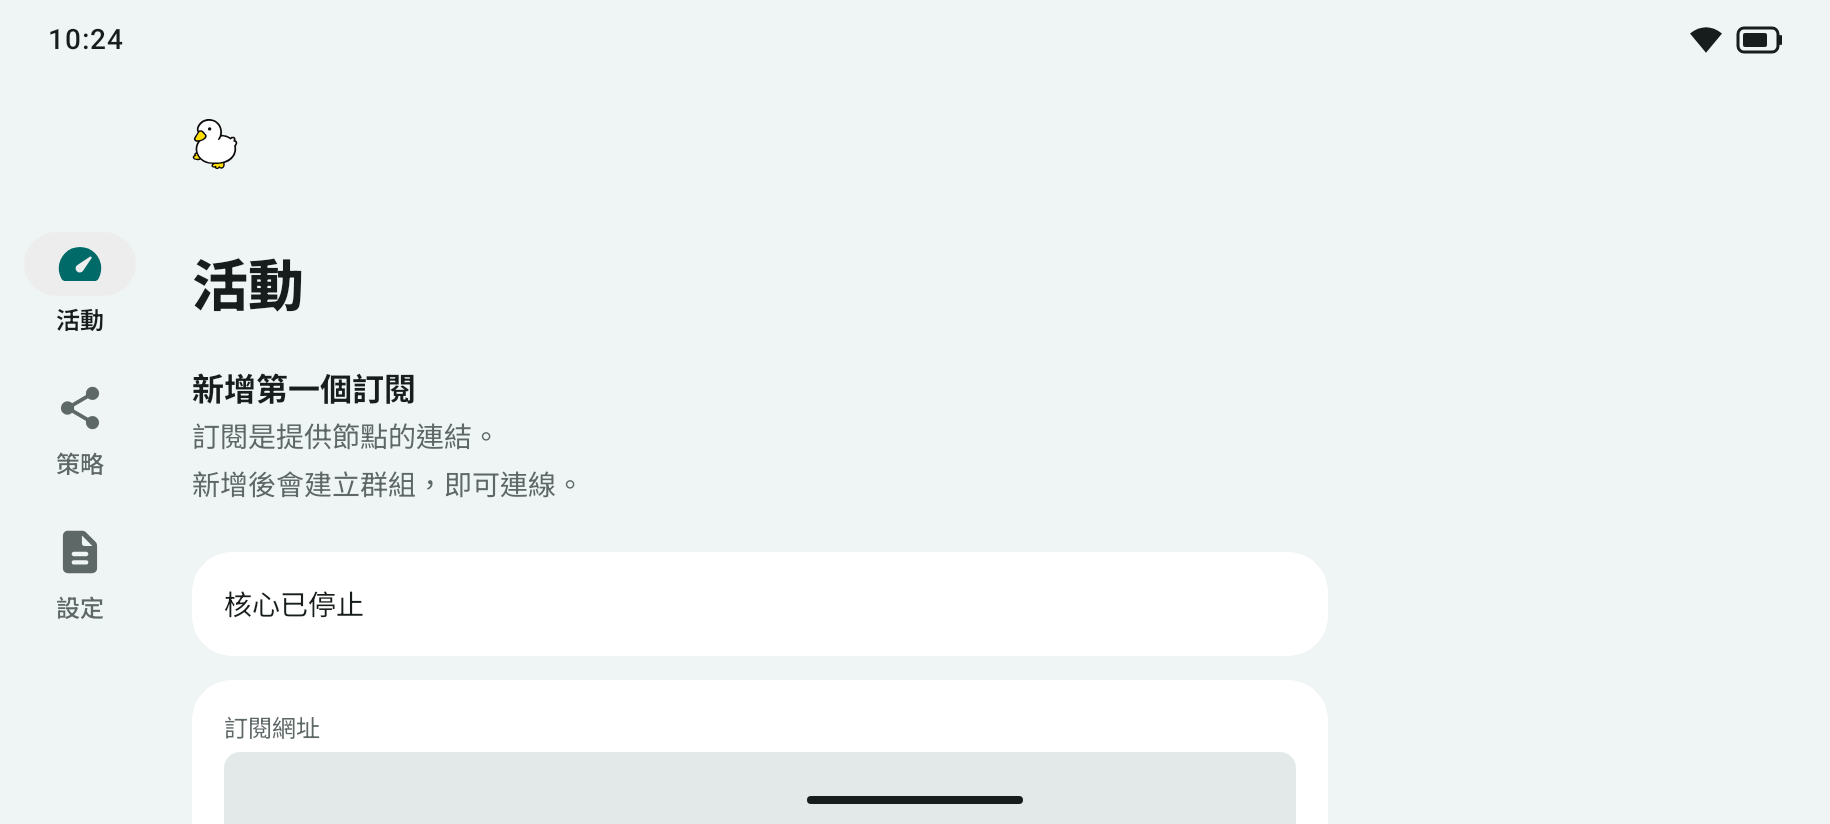 10:24
活動
活動
策略
設定
新增第一個訂閱
訂閱是提供節點的連結。
新增後會建立群組，即可連線。
核心已停止
訂閱網址